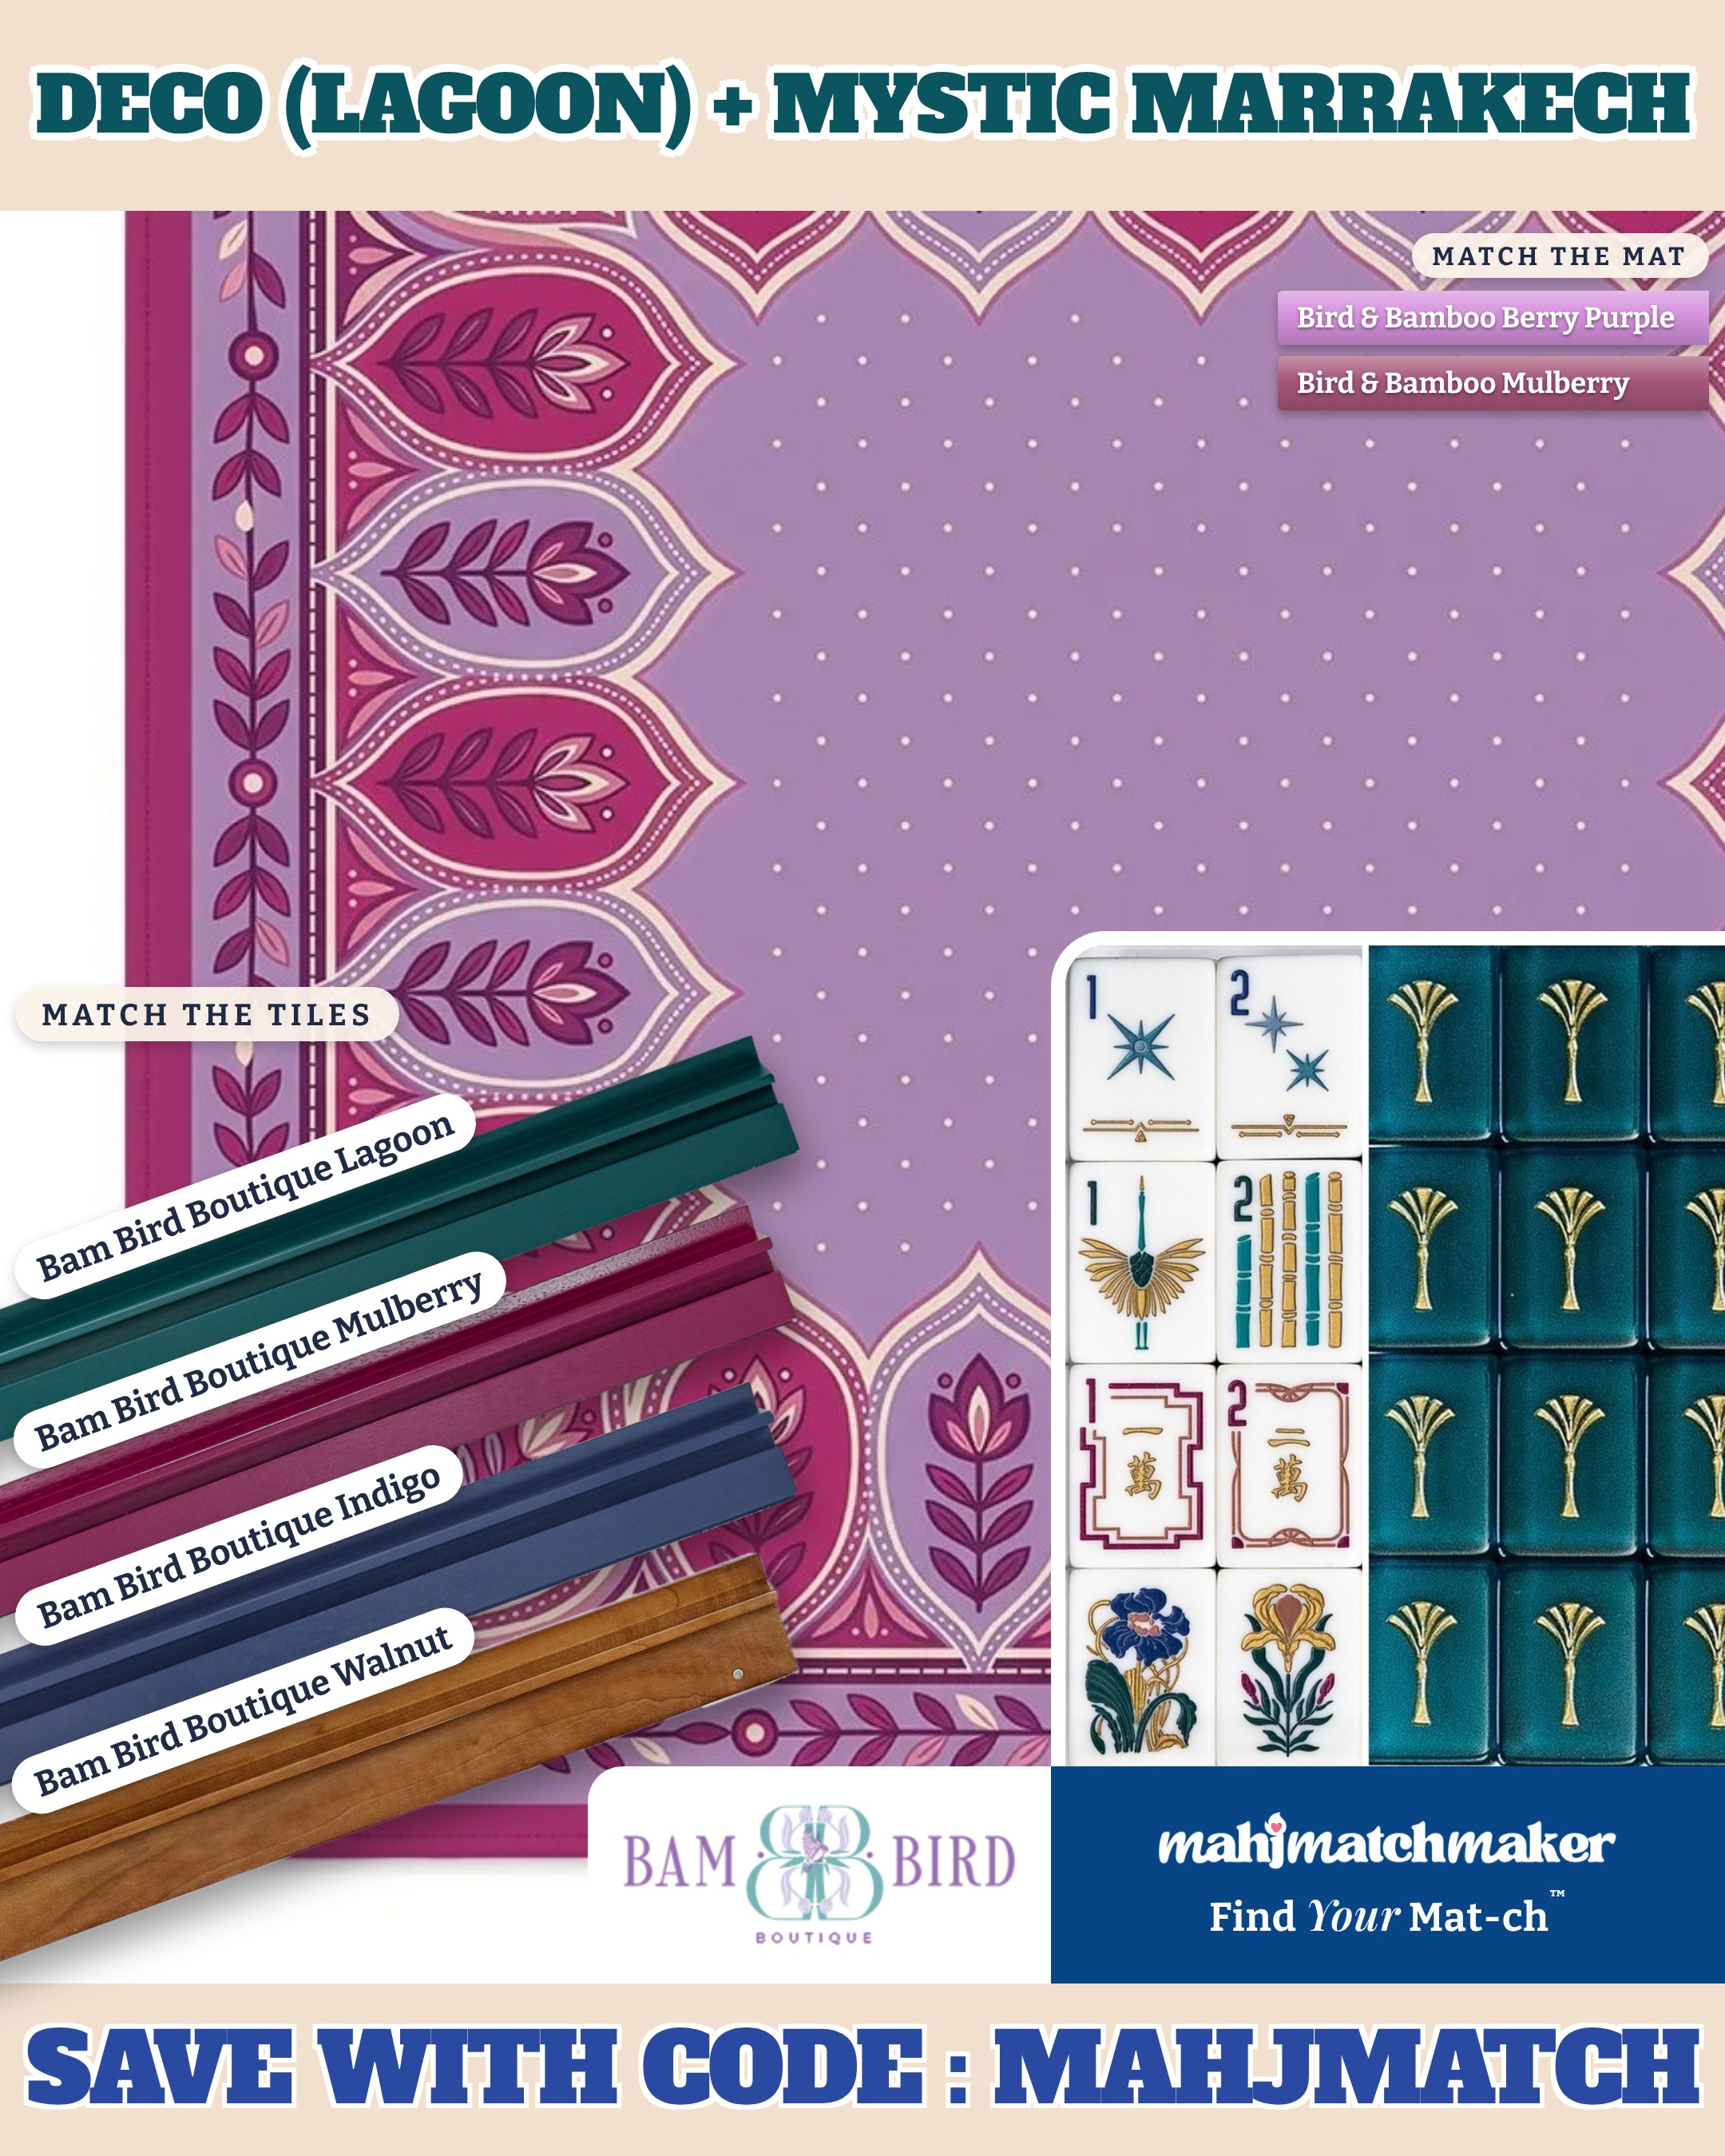 DECO (LAGOON) + MYSTIC MARRAKECH
MATCH THE MAT
Bird & Bamboo Berry Purple
Bird & Bamboo Mulberry
MATCH THE TILES
Bam Bird Boutique Lagoon
Bam Bird Boutique Mulberry
Bam Bird Boutique Indigo
Bam Bird Boutique Walnut
1 2
1 2
1 2
一萬 二萬
BAM BIRD
BOUTIQUE
mahjmatchmaker
Find Your Mat-ch™
SAVE WITH CODE : MAHJMATCH